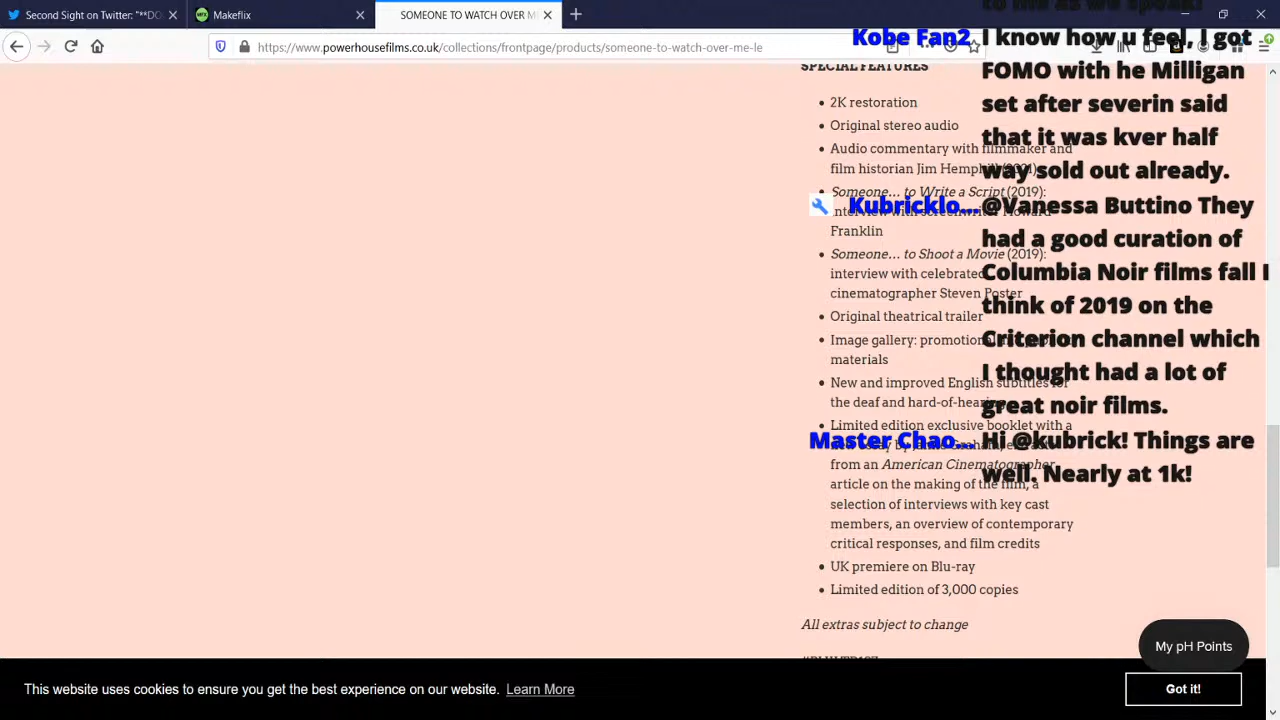 Second Sight on Twitter: "**DO
Makeflix
SOMEONE TO WATCH OVER M
https://www.powerhousefilms.co.uk/collections/frontpage/products/someone-to-watch-over-me-le
to me as we speak!
Kobe Fan2 I know how u feel, I got
FOMO with he Milligan
set after severin said
that it was kver half
way sold out already.
Kubricklo... @Vanessa Buttino They
had a good curation of
Columbia Noir films fall I
think of 2019 on the
Criterion channel which
I thought had a lot of
great noir films.
Master Chao... Hi @kubrick! Things are
well. Nearly at 1k!
SPECIAL FEATURES
• 2K restoration
• Original stereo audio
• Audio commentary with filmmaker and
film historian Jim Hemphill (2021)
• Someone... to Write a Script (2019):
interview with screenwriter Howard
Franklin
• Someone... to Shoot a Movie (2019):
interview with celebrated
cinematographer Steven Poster
• Original theatrical trailer
• Image gallery: promotional
materials
• New and improved English subtitles for
the deaf and hard-of-hearing
• Limited edition exclusive booklet with a
new essay by
from an American Cinematographer
article on the making of the film, a
selection of interviews with key cast
members, an overview of contemporary
critical responses, and film credits
• UK premiere on Blu-ray
• Limited edition of 3,000 copies
All extras subject to change
My pH Points
This website uses cookies to ensure you get the best experience on our website. Learn More
Got it!